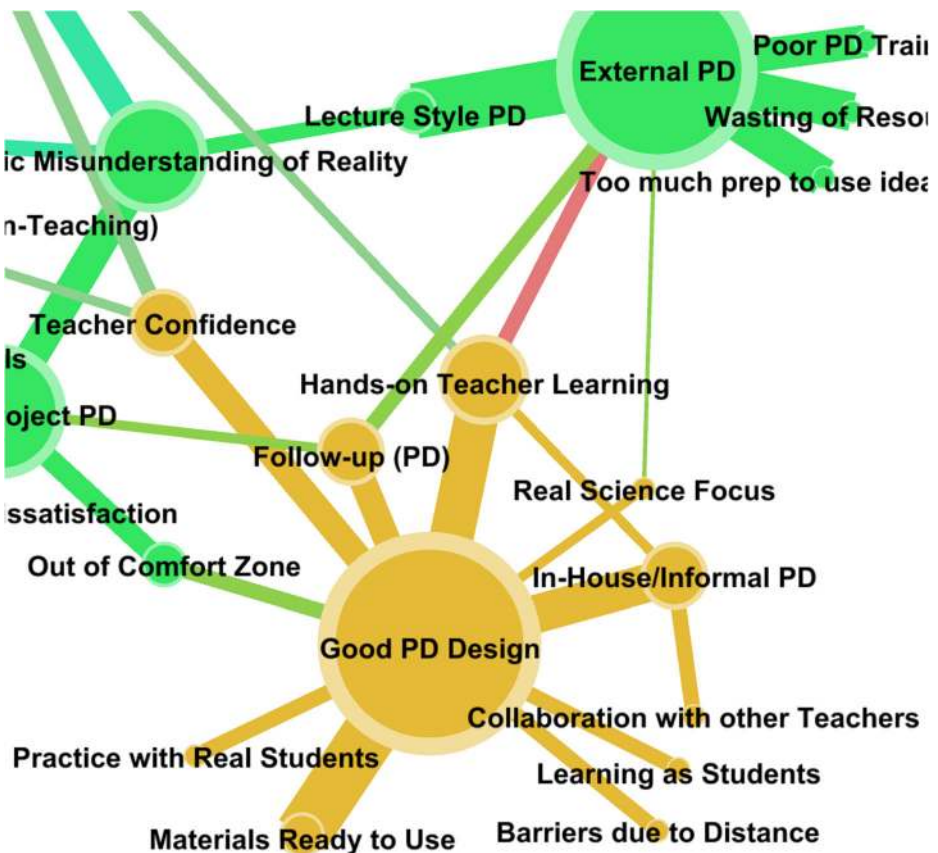 Poor PD Trai
External PD
Lecture Style PD
Wasting of Resou
ic Misunderstanding of Reality
Too much prep to use idea
n-Teaching)
Teacher Confidence
ls
Hands-on Teacher Learning
oject PD
Follow-up (PD)
Real Science Focus
issatisfaction
Out of Comfort Zone
In-House/Informal PD
Good PD Design
Collaboration with other Teachers
Practice with Real Students
Learning as Students
Barriers due to Distance
Materials Ready to Use